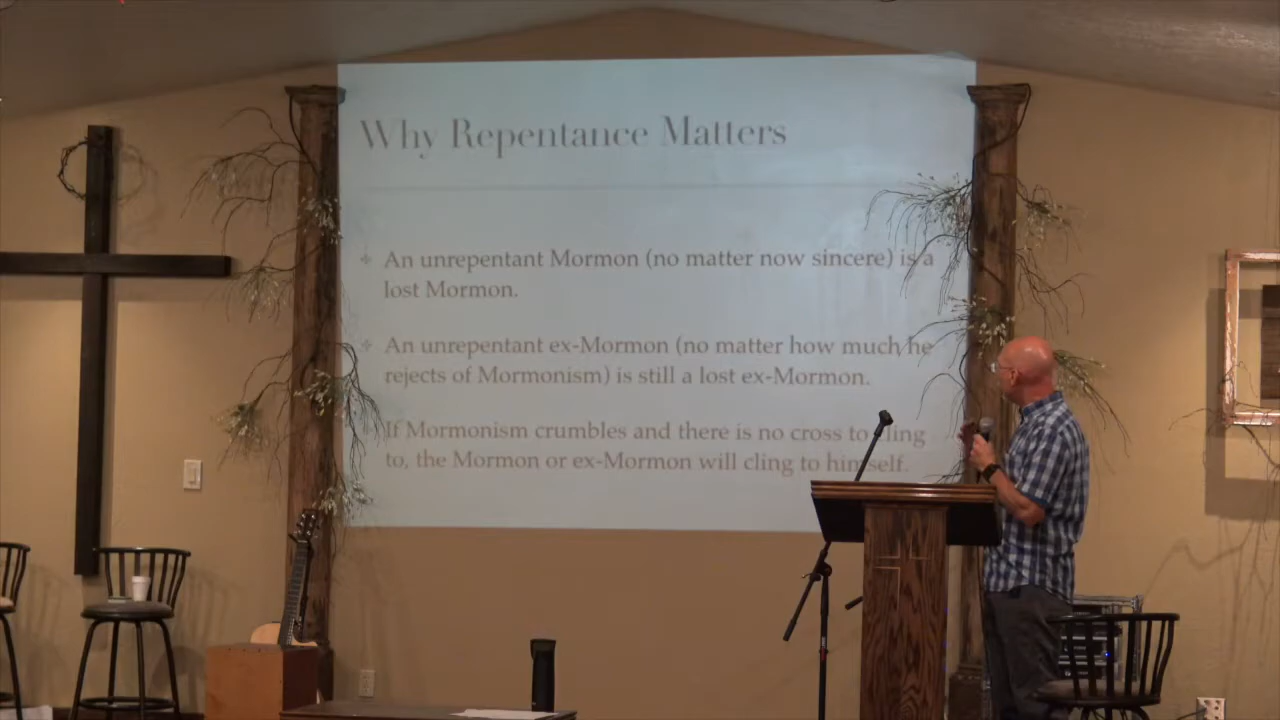 Why Repentance Matters
An unrepentant Mormon (no matter now sincere) is a
lost Mormon.
An unrepentant ex-Mormon (no matter how much he
rejects of Mormonism) is still a lost ex-Mormon.
If Mormonism crumbles and there is no cross to cling
to, the Mormon or ex-Mormon will cling to himself.